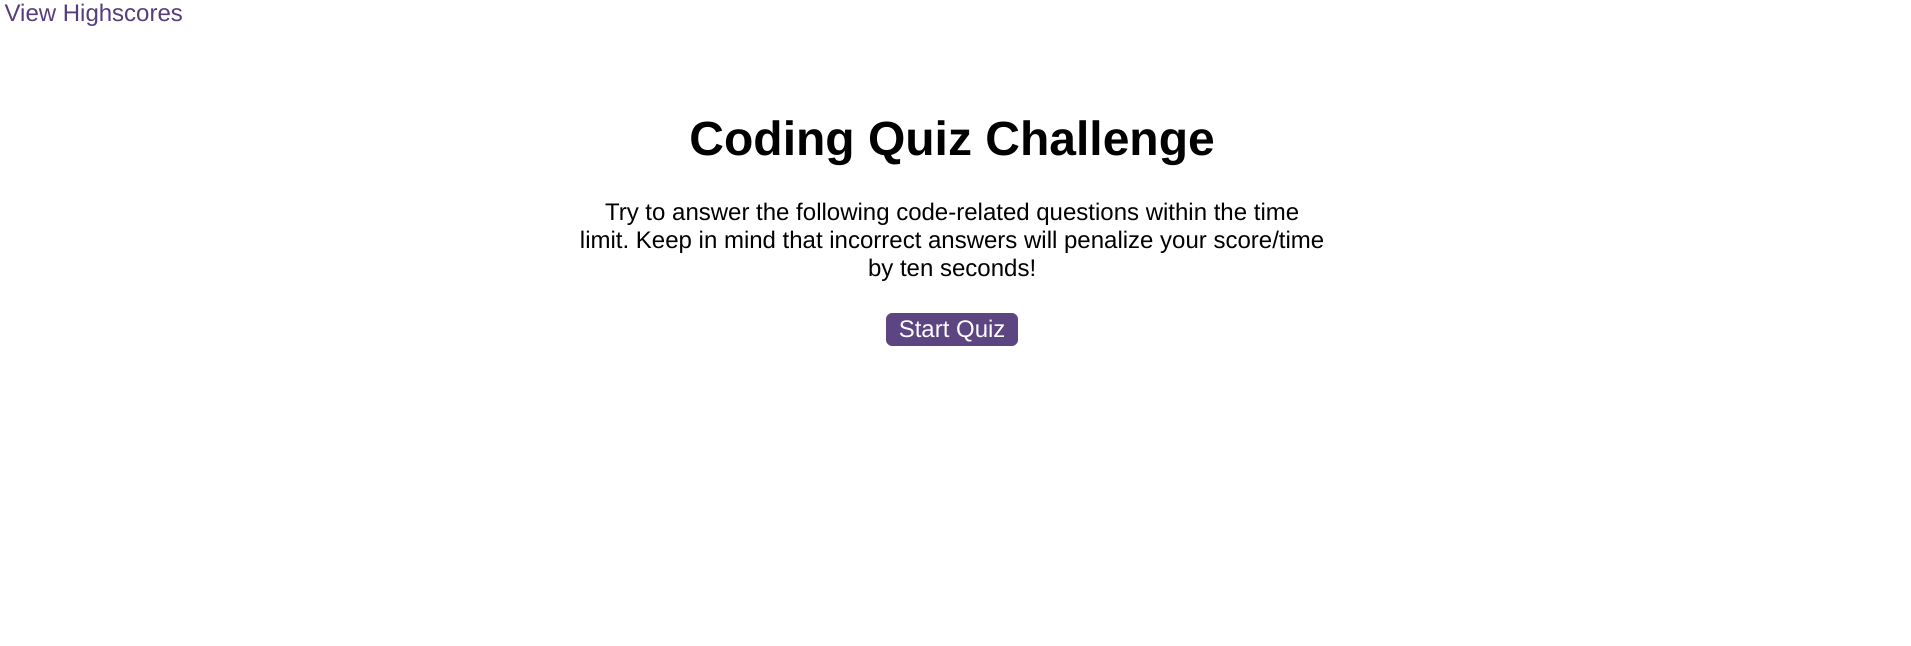 View Highscores
Coding Quiz Challenge
Try to answer the following code-related questions within the time
limit. Keep in mind that incorrect answers will penalize your score/time
by ten seconds!
Start Quiz